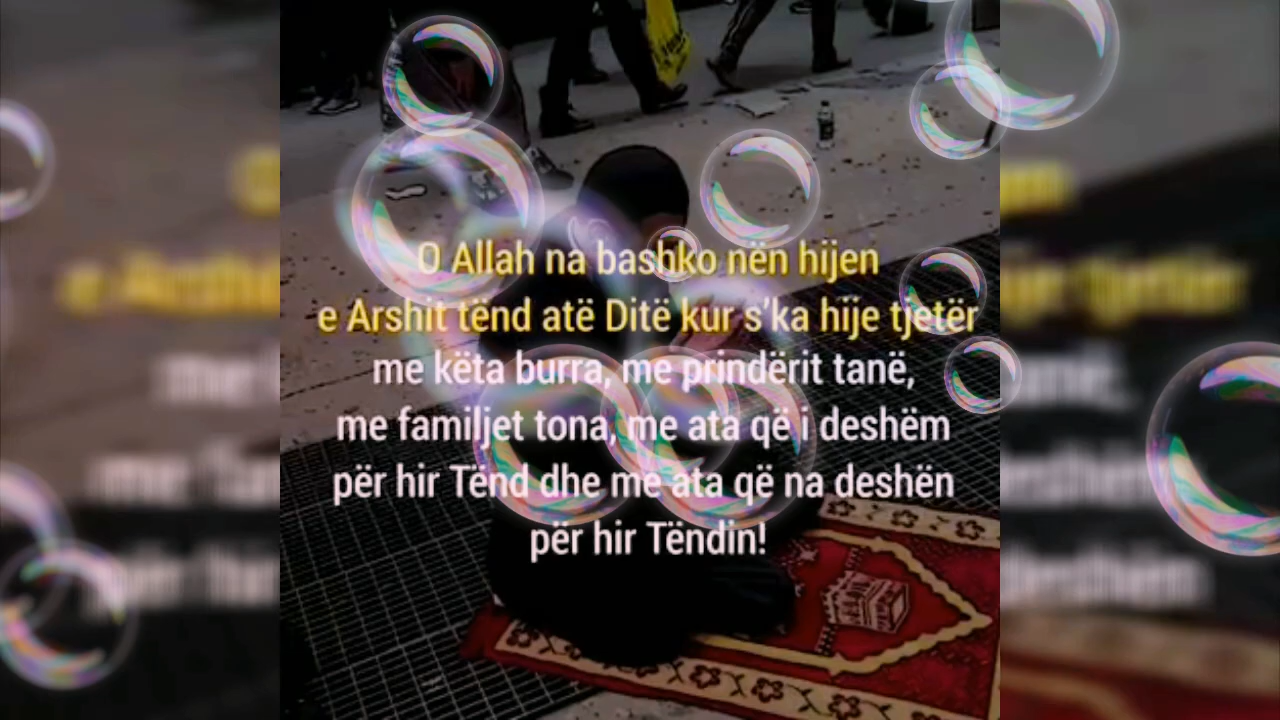 O Allah na bashko nën hijen
e Arshit tënd atë Ditë kur s'ka hije tjetër
me këta burra, me prindërit tanë,
me familjet tona, me ata që i deshëm
për hir Tënd dhe me ata që na deshën
për hir Tëndin!